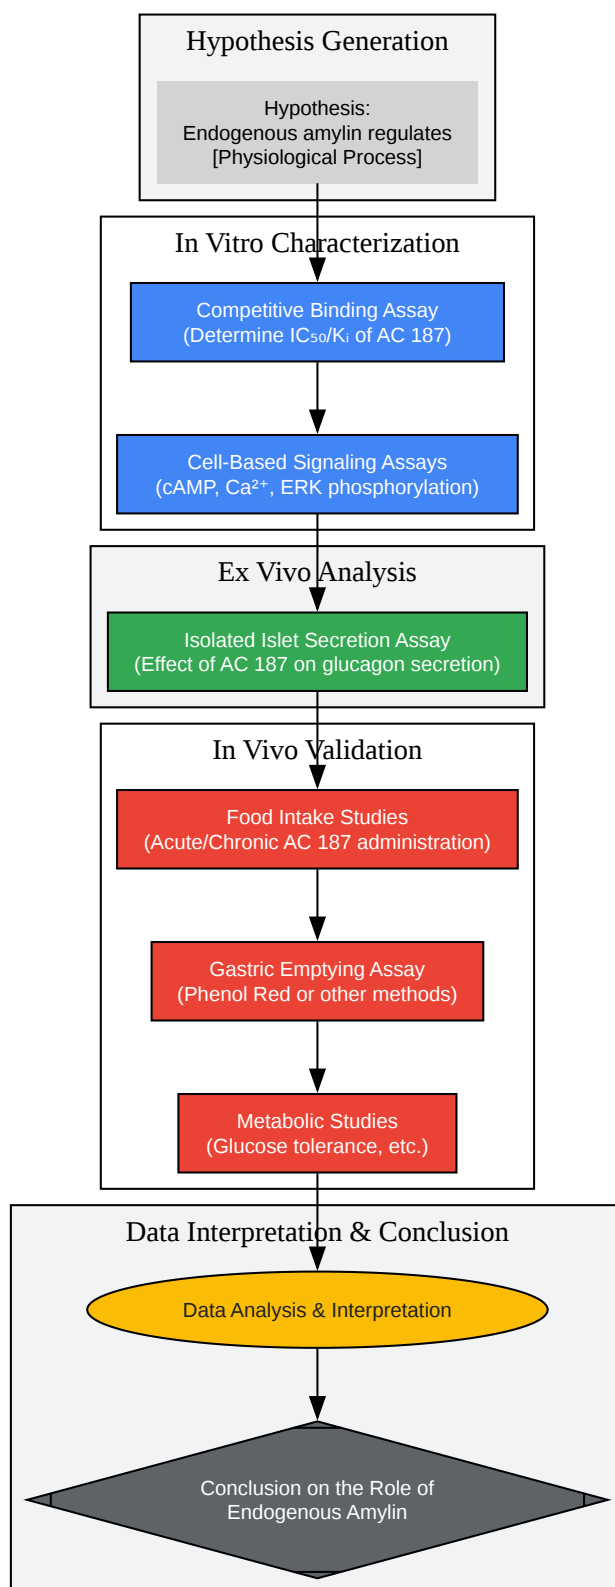 Hypothesis Generation
Hypothesis:
Endogenous amylin regulates
[Physiological Process]
In Vitro Characterization
Competitive Binding Assay
(Determine IC₅₀/Kᵢ of AC 187)
Cell-Based Signaling Assays
(cAMP, Ca²⁺, ERK phosphorylation)
Ex Vivo Analysis
Isolated Islet Secretion Assay
(Effect of AC 187 on glucagon secretion)
In Vivo Validation
Food Intake Studies
(Acute/Chronic AC 187 administration)
Gastric Emptying Assay
(Phenol Red or other methods)
Metabolic Studies
(Glucose tolerance, etc.)
Data Interpretation & Conclusion
Data Analysis & Interpretation
Conclusion on the Role of
Endogenous Amylin